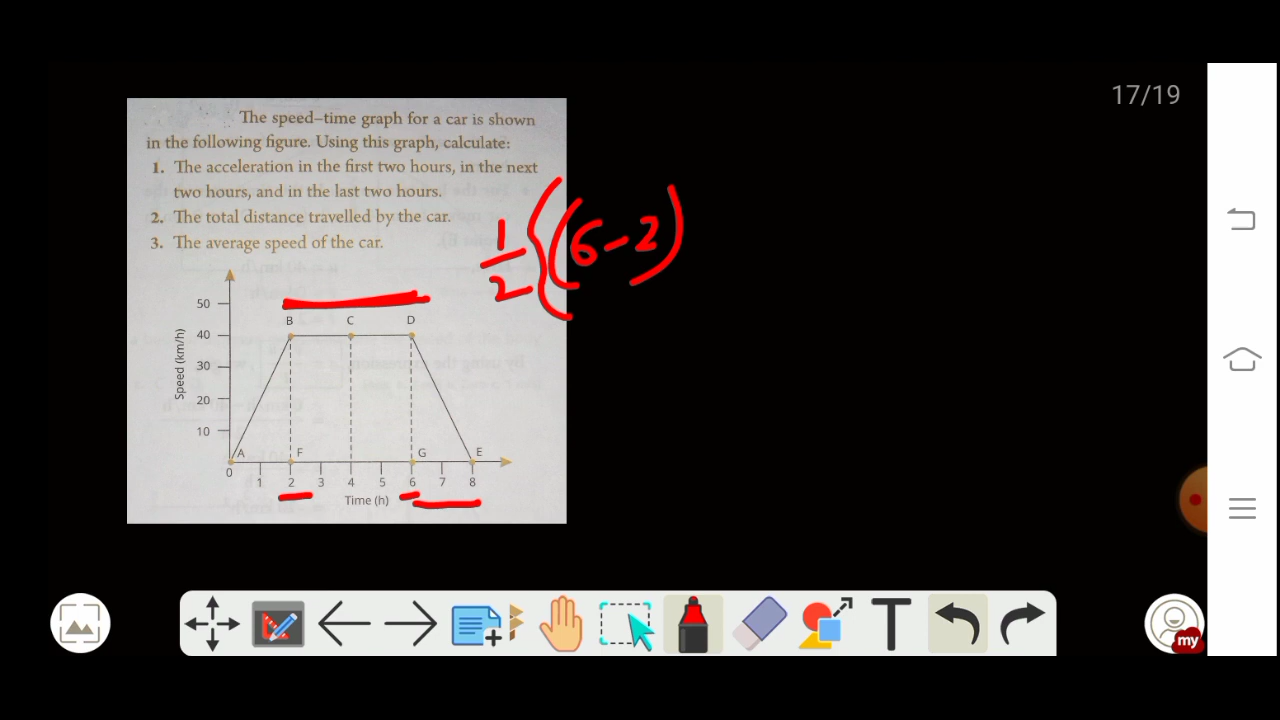 17/19
The speed–time graph for a car is shown
in the following figure. Using this graph, calculate:
1. The acceleration in the first two hours, in the next
two hours, and in the last two hours.
2. The total distance travelled by the car.
3. The average speed of the car.
1/2 { (6-2)
50
B C D
40
30
20
10
Speed (km/h)
A F G E
0 1 2 3 4 5 6 7 8
Time (h)
T
my